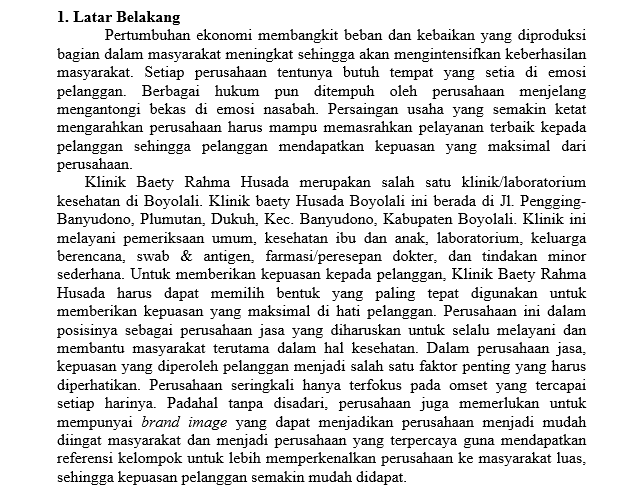 1. Latar Belakang
Pertumbuhan ekonomi membangkit beban dan kebaikan yang diproduksi
bagian dalam masyarakat meningkat sehingga akan mengintensifkan keberhasilan
masyarakat. Setiap perusahaan tentunya butuh tempat yang setia di emosi
pelanggan. Berbagai hukum pun ditempuh oleh perusahaan menjelang
mengantongi bekas di emosi nasabah. Persaingan usaha yang semakin ketat
mengarahkan perusahaan harus mampu memasrahkan pelayanan terbaik kepada
pelanggan sehingga pelanggan mendapatkan kepuasan yang maksimal dari
perusahaan.
Klinik Baety Rahma Husada merupakan salah satu klinik/laboratorium
kesehatan di Boyolali. Klinik baety Husada Boyolali ini berada di Jl. Pengging-
Banyudono, Plumutan, Dukuh, Kec. Banyudono, Kabupaten Boyolali. Klinik ini
melayani pemeriksaan umum, kesehatan ibu dan anak, laboratorium, keluarga
berencana, swab & antigen, farmasi/peresepan dokter, dan tindakan minor
sederhana. Untuk memberikan kepuasan kepada pelanggan, Klinik Baety Rahma
Husada harus dapat memilih bentuk yang paling tepat digunakan untuk
memberikan kepuasan yang maksimal di hati pelanggan. Perusahaan ini dalam
posisinya sebagai perusahaan jasa yang diharuskan untuk selalu melayani dan
membantu masyarakat terutama dalam hal kesehatan. Dalam perusahaan jasa,
kepuasan yang diperoleh pelanggan menjadi salah satu faktor penting yang harus
diperhatikan. Perusahaan seringkali hanya terfokus pada omset yang tercapai
setiap harinya. Padahal tanpa disadari, perusahaan juga memerlukan untuk
mempunyai brand image yang dapat menjadikan perusahaan menjadi mudah
diingat masyarakat dan menjadi perusahaan yang terpercaya guna mendapatkan
referensi kelompok untuk lebih memperkenalkan perusahaan ke masyarakat luas,
sehingga kepuasan pelanggan semakin mudah didapat.